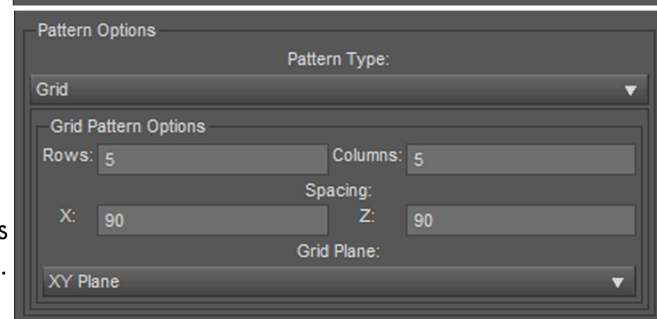 Pattern Options
Pattern Type:
Grid
Grid Pattern Options
Rows: 5 Columns: 5
Spacing:
X: 90 Z: 90
s
Grid Plane:
.
XY Plane